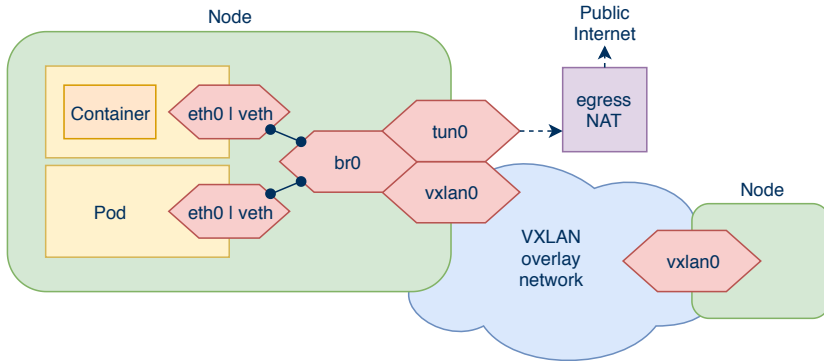 Node
Public
Internet
Container
eth0 | veth
egress
NAT
tun0
br0
Pod
eth0 | veth
vxlan0
Node
VXLAN
overlay
network
vxlan0